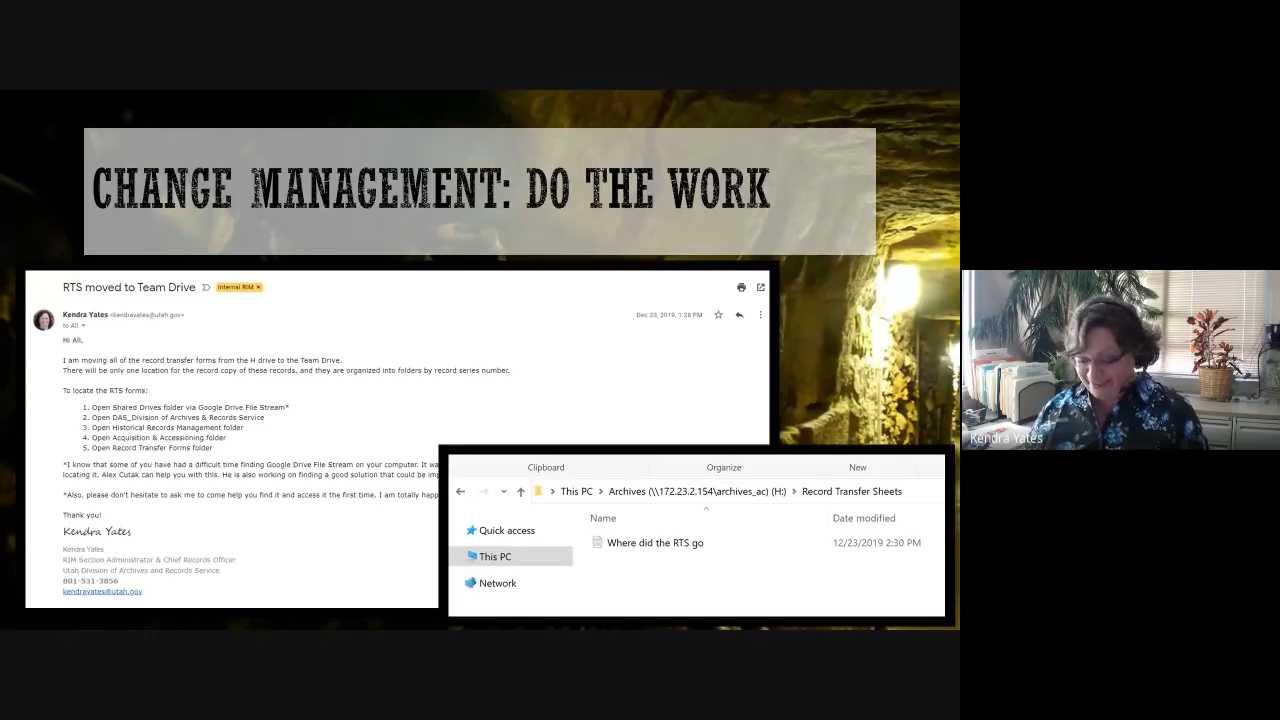 CHANGE MANAGEMENT: DO THE WORK
RTS moved to Team Drive
Internal RIM ×
Kendra Yates <kendrayates@utah.gov>
Dec 23, 2019, 1:28 PM
to All
Hi All,
I am moving all of the record transfer forms from the H drive to the Team Drive.
There will be only one location for the record copy of these records, and they are organized into folders by record series number.
To locate the RTS forms:
1. Open Shared Drives folder via Google Drive File Stream*
2. Open DAS_Division of Archives & Records Service
3. Open Historical Records Management folder
4. Open Acquisition & Accessioning folder
5. Open Record Transfer Forms folder
*I know that some of you have had a difficult time finding Google Drive File Stream on your computer. It wa
locating it. Alex Cutak can help you with this. He is also working on finding a good solution that could be im
*Also, please don't hesitate to ask me to come help you find it and access it the first time. I am totally happ
Thank you!
Kendra Yates
Kendra Yates
RIM Section Administrator & Chief Records Officer
Utah Division of Archives and Records Service
801-531-3856
kendrayates@utah.gov
Clipboard Organize New
This PC > Archives (\\172.23.2.154\archives_ac) (H:) > Record Transfer Sheets
Name Date modified
Quick access
Where did the RTS go 12/23/2019 2:30 PM
This PC
Network
Kendra Yates